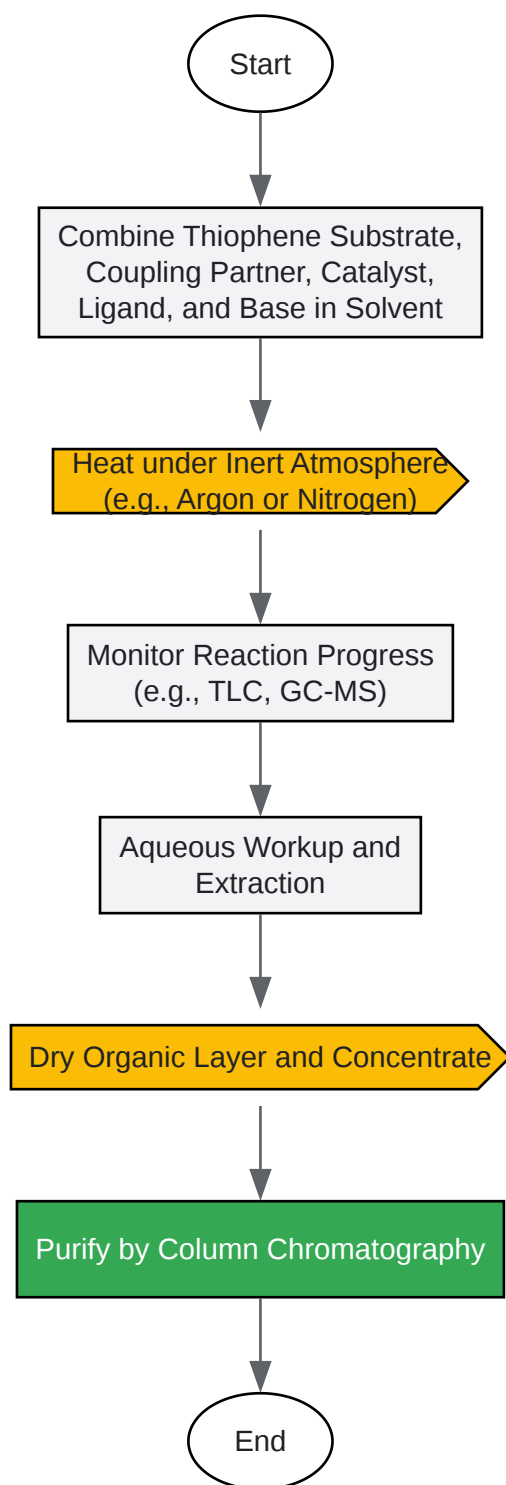 Start
Combine Thiophene Substrate,
Coupling Partner, Catalyst,
Ligand, and Base in Solvent
Heat under Inert Atmosphere
(e.g., Argon or Nitrogen)
Monitor Reaction Progress
(e.g., TLC, GC-MS)
Aqueous Workup and
Extraction
Dry Organic Layer and Concentrate
Purify by Column Chromatography
End